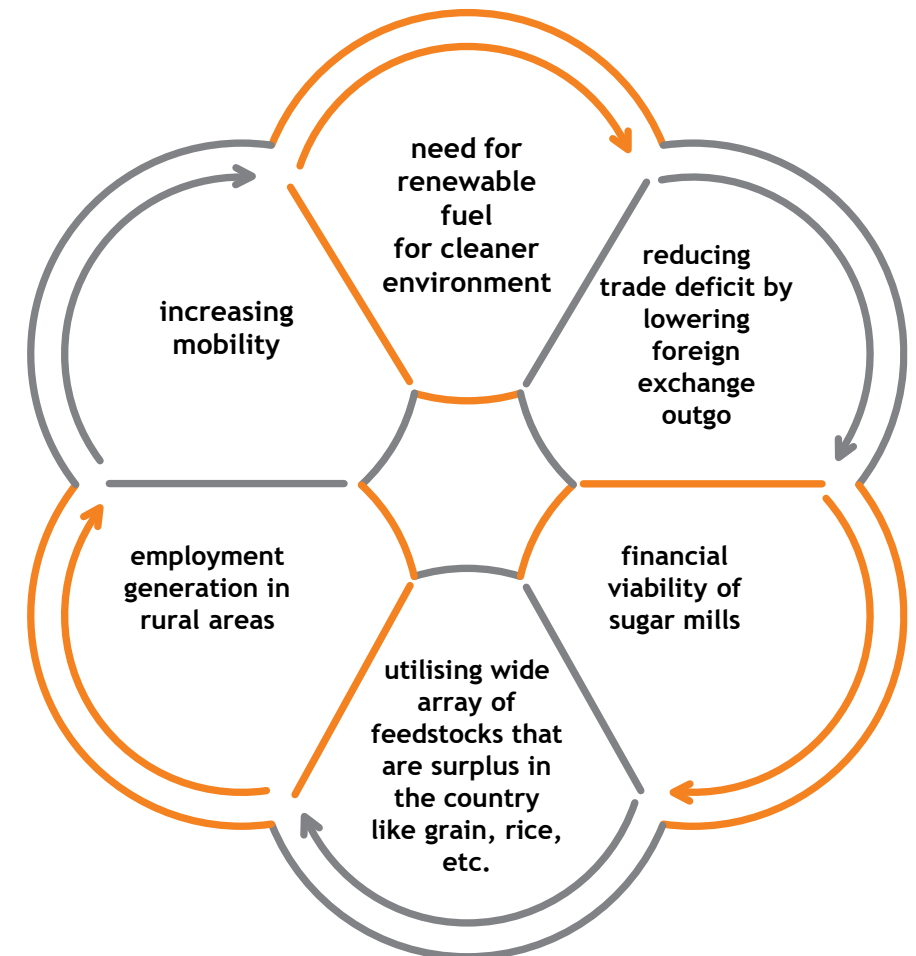 need for
renewable
fuel
for cleaner
environment
reducing
trade deficit by
lowering
foreign
exchange
outgo
financial
viability of
sugar mills
utilising wide
array of
feedstocks that
are surplus in
the country
like grain, rice,
etc.
employment
generation in
rural areas
increasing
mobility